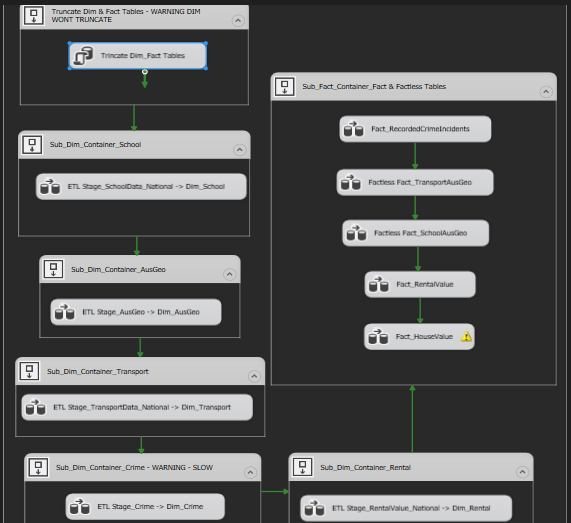 Truncate Dim & Fact Tables - WARNING DIM
WONT TRUNCATE
Trincate Dim_Fact Tables
Sub_Dim_Container_School
ETL Stage_SchoolData_National -> Dim_School
Sub_Dim_Container_AusGeo
ETL Stage_AusGeo -> Dim_AusGeo
Sub_Dim_Container_Transport
ETL Stage_TransportData_National -> Dim_Transport
Sub_Dim_Container_Crime - WARNING - SLOW
ETL Stage_Crime -> Dim_Crime
Sub_Dim_Container_Rental
ETL Stage_RentalValue_National -> Dim_Rental
Sub_Fact_Container_Fact & Factless Tables
Fact_RecordedCrimeIncidents
Factless Fact_TransportAusGeo
Factless Fact_SchoolAusGeo
Fact_RentalValue
Fact_HouseValue